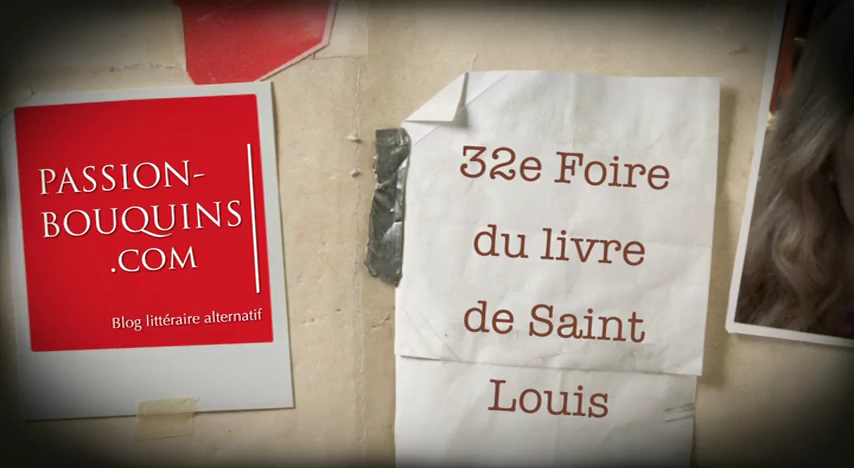 PASSION-
BOUQUINS
.COM
Blog littéraire alternatif
32e Foire
du livre
de Saint
Louis